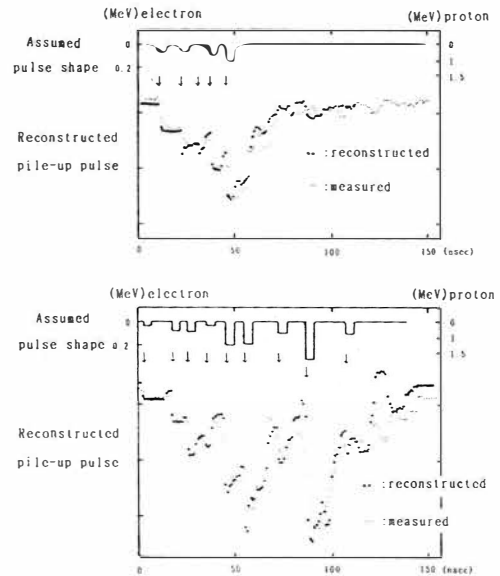 (MeV)electron (MeV)proton
Assumed 0 0
pulse shape 0.2 1
1.5
Reconstructed
pile-up pulse :reconstructed
:measured
0 50 100 150 (nsec)
(MeV)electron (MeV)proton
Assumed 0 0
pulse shape 0.2 1
1.5
Reconstructed
pile-up pulse :reconstructed
:measured
0 50 100 150 (nsec)